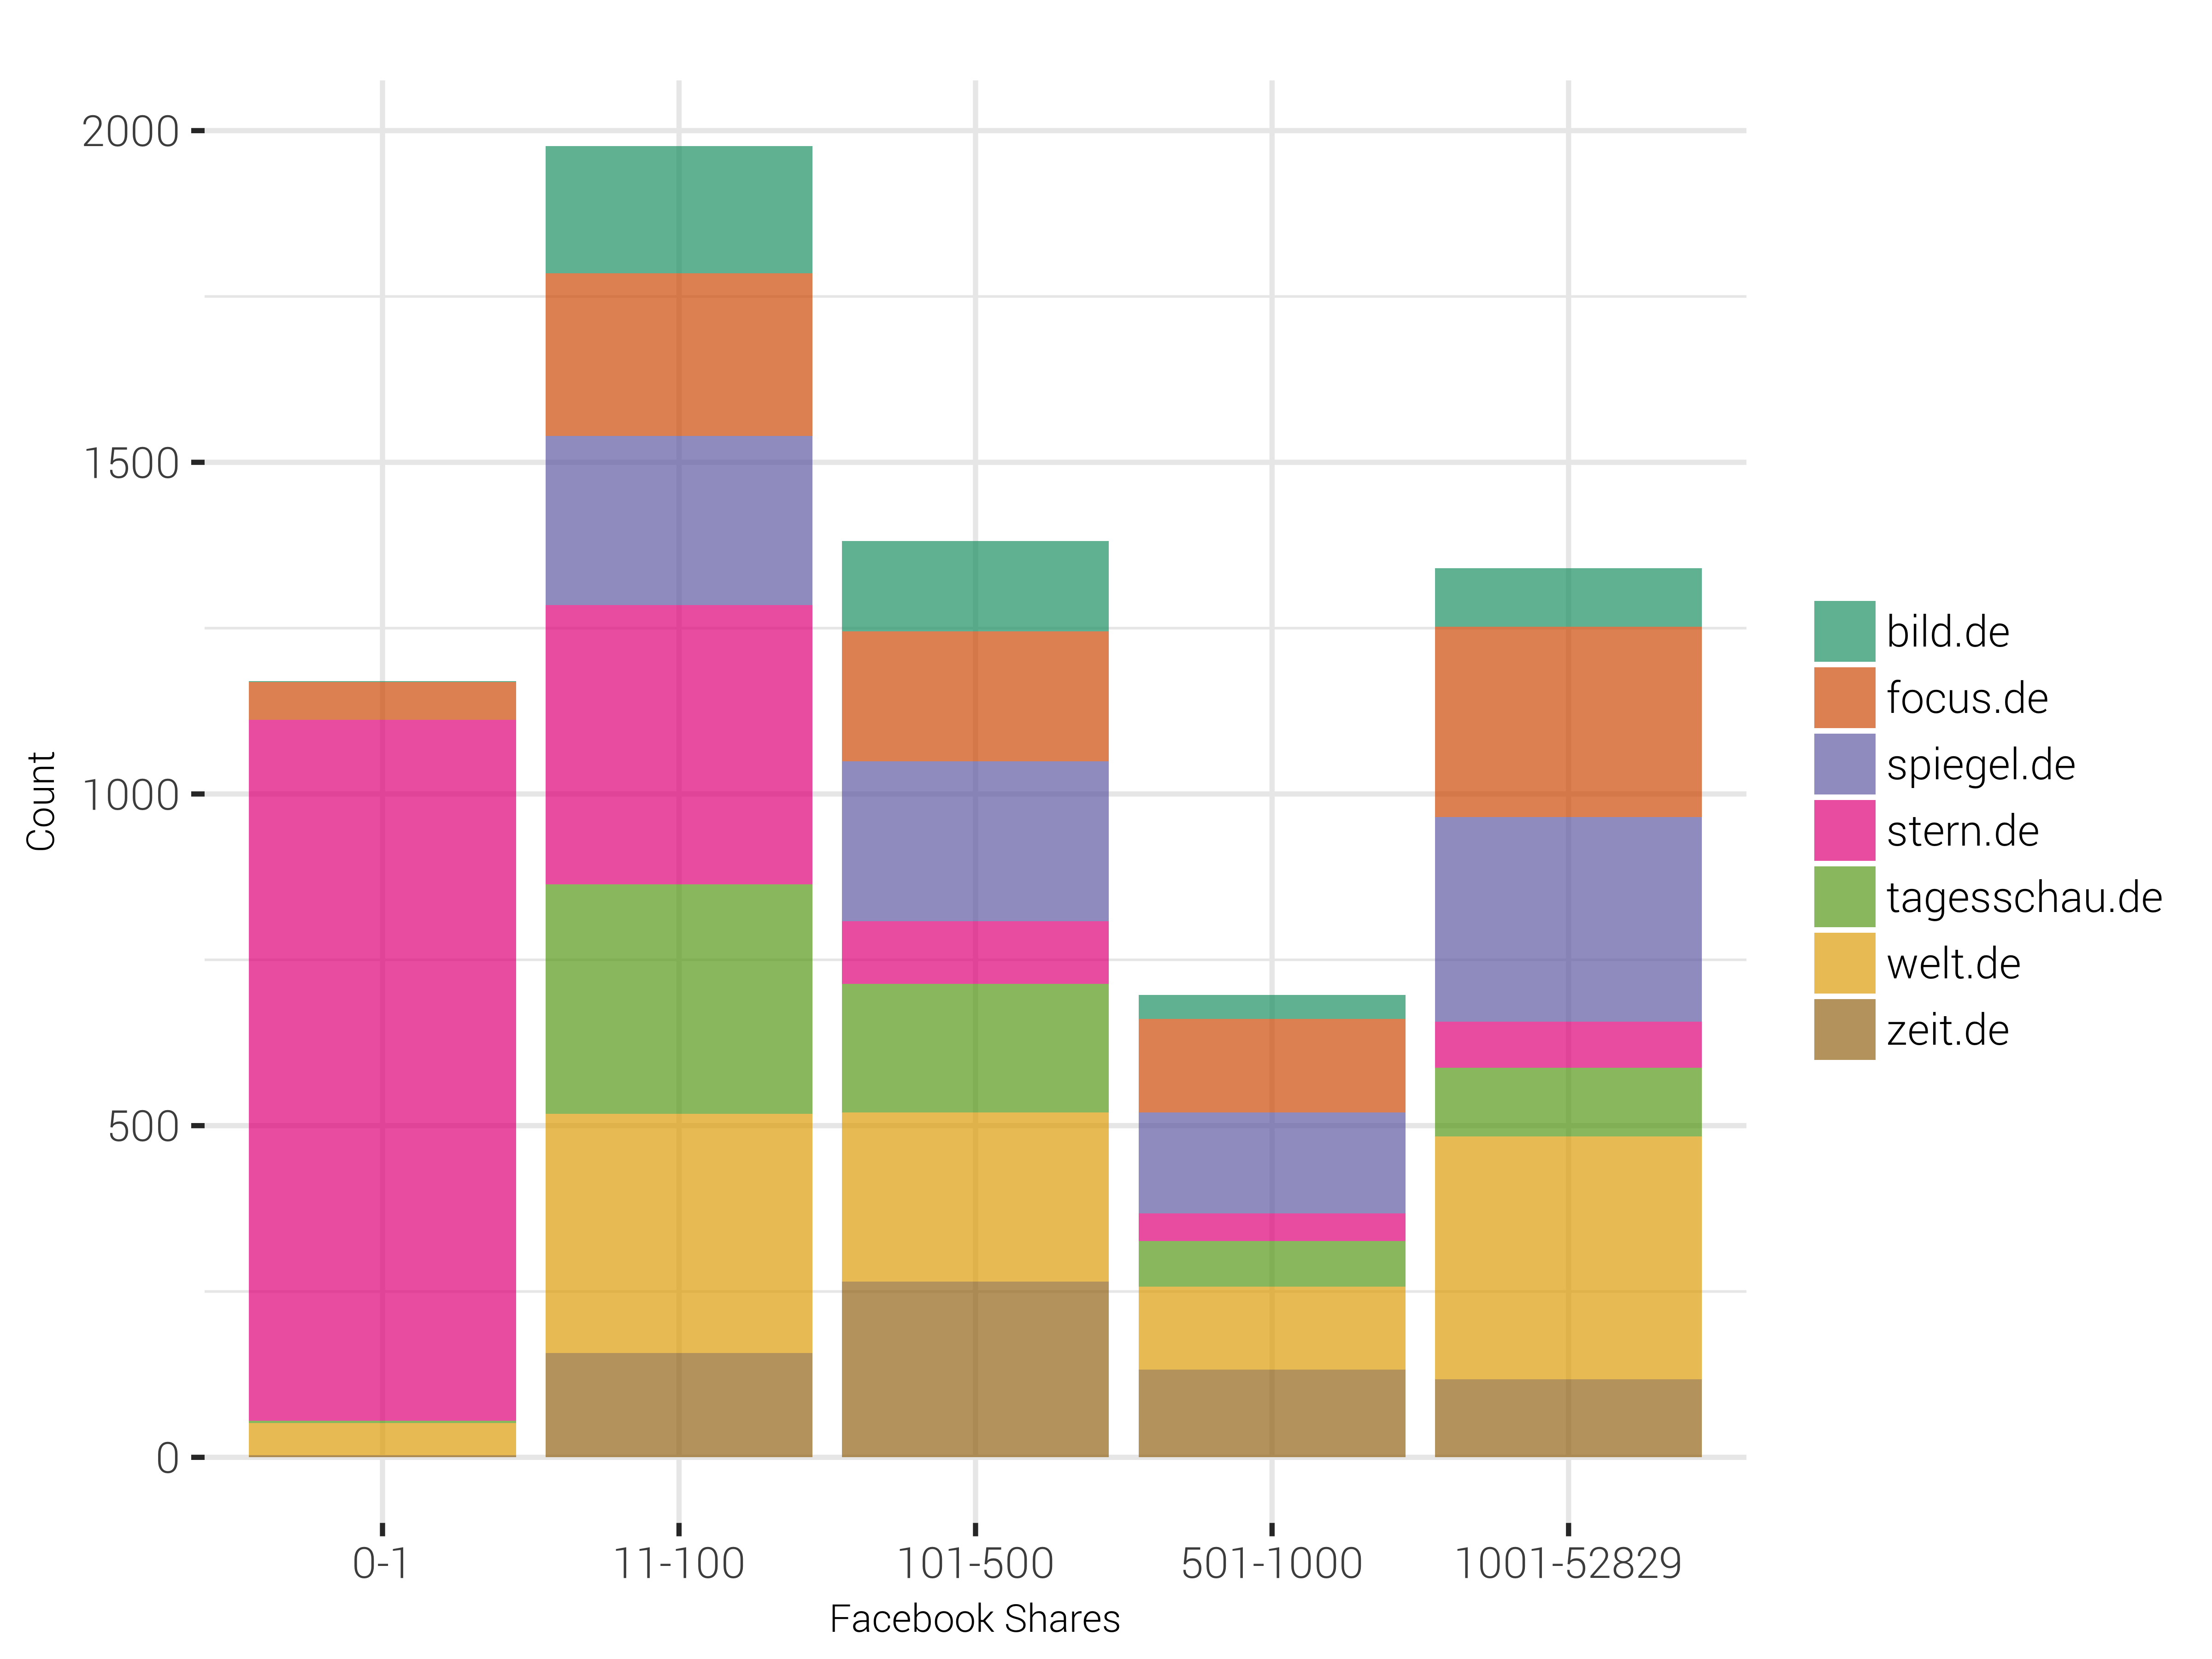 2000
1500
1000
500
0
Count
0-1
11-100
101-500
501-1000
1001-52829
Facebook Shares
bild.de
focus.de
spiegel.de
stern.de
tagesschau.de
welt.de
zeit.de